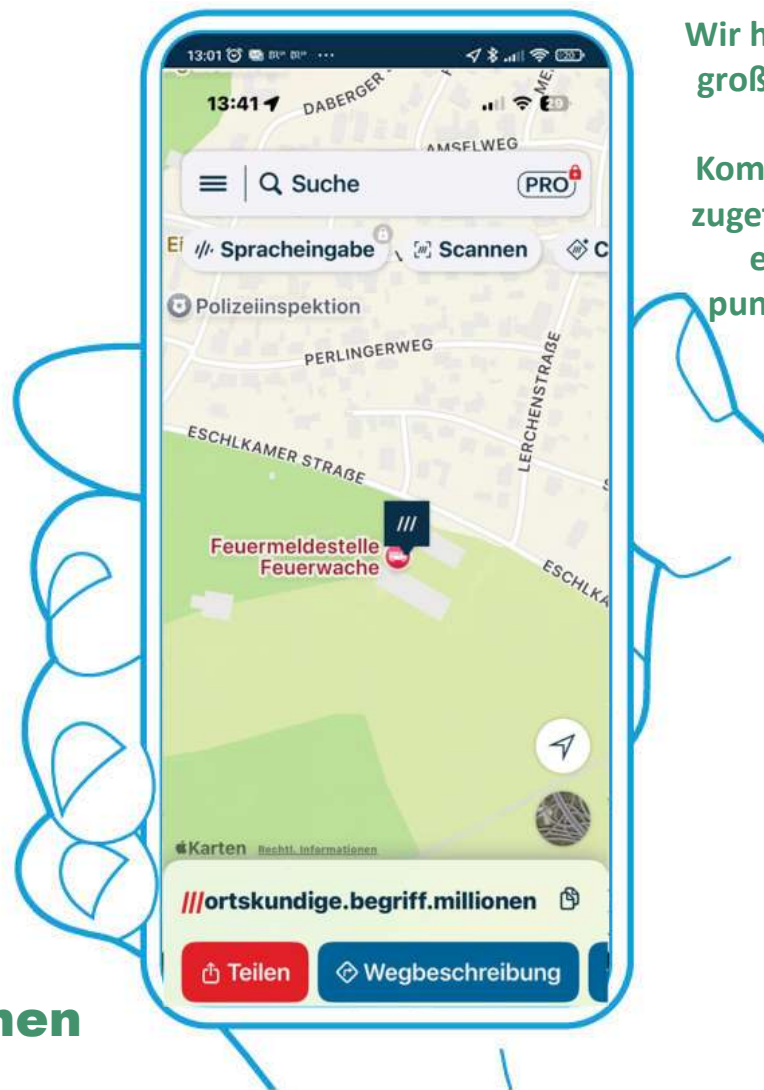 13:01
13:41
DABERGER
AMSELWEG
Suche
PRO
Spracheingabe
Scannen
Polizeiinspektion
PERLINGERWEG
LERCHENSTRAßE
ESCHLKAMER STRAßE
Feuermeldestelle
Feuerwache
ESCHLKA
Karten Rechtl. Informationen
///ortskundige.begriff.millionen
Teilen
Wegbeschreibung
Wir h
groß
Kom
zuge
e
pun
nen